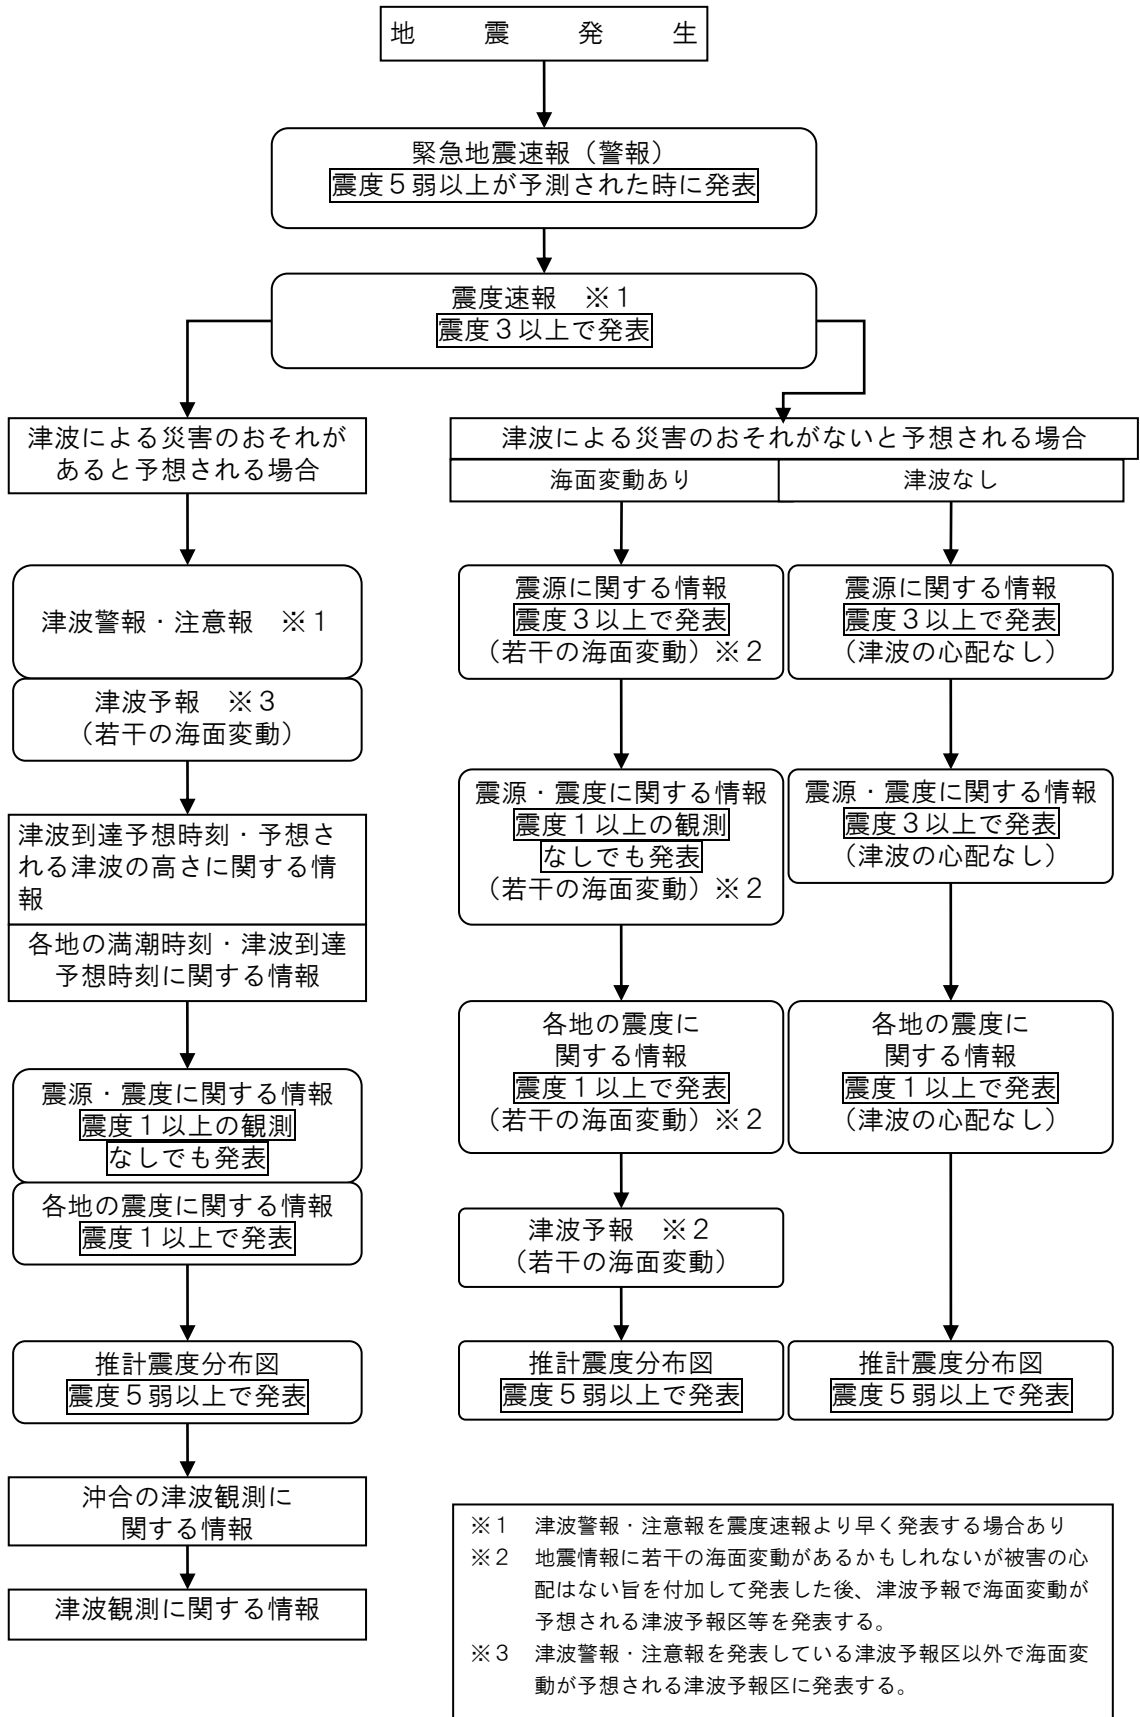 地震発生
緊急地震速報（警報）
震度５弱以上が予測された時に発表
震度速報　※１
震度３以上で発表
津波による災害のおそれが
あると予想される場合
津波警報・注意報　※１
津波予報　※３
（若干の海面変動）
津波到達予想時刻・予想さ
れる津波の高さに関する情
報
各地の満潮時刻・津波到達
予想時刻に関する情報
震源・震度に関する情報
震度１以上の観測
なしでも発表
各地の震度に関する情報
震度１以上で発表
推計震度分布図
震度５弱以上で発表
沖合の津波観測に
関する情報
津波観測に関する情報
津波による災害のおそれがないと予想される場合
海面変動あり
震源に関する情報
震度３以上で発表
（若干の海面変動）※２
震源・震度に関する情報
震度１以上の観測
なしでも発表
（若干の海面変動）※２
各地の震度に
関する情報
震度１以上で発表
（若干の海面変動）※２
津波予報　※２
（若干の海面変動）
推計震度分布図
震度５弱以上で発表
津波なし
震源に関する情報
震度３以上で発表
（津波の心配なし）
震源・震度に関する情報
震度３以上で発表
（津波の心配なし）
各地の震度に
関する情報
震度１以上で発表
（津波の心配なし）
推計震度分布図
震度５弱以上で発表
※１　津波警報・注意報を震度速報より早く発表する場合あり
※２　地震情報に若干の海面変動があるかもしれないが被害の心
配はない旨を付加して発表した後、津波予報で海面変動が
予想される津波予報区等を発表する。
※３　津波警報・注意報を発表している津波予報区以外で海面変
動が予想される津波予報区に発表する。